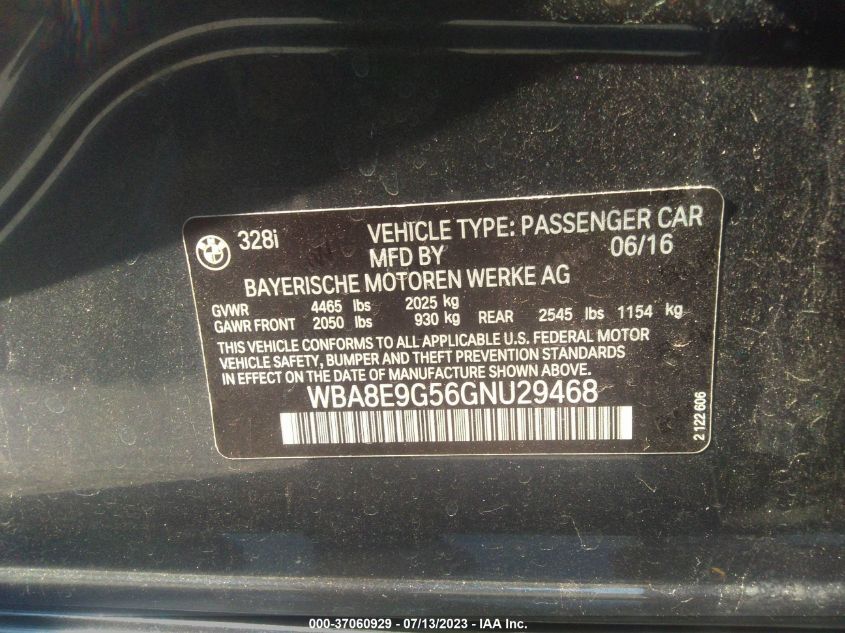 328i VEHICLE TYPE: PASSENGER CAR
MFD BY 06/16
BAYERISCHE MOTOREN WERKE AG
GVWR 4465 lbs 2025 kg
GAWR FRONT 2050 lbs 930 kg REAR 2545 lbs 1154 kg
THIS VEHICLE CONFORMS TO ALL APPLICABLE U.S. FEDERAL MOTOR
VEHICLE SAFETY, BUMPER AND THEFT PREVENTION STANDARDS
IN EFFECT ON THE DATE OF MANUFACTURE SHOWN ABOVE.
WBA8E9G56GNU29468
2 122 606
000-37060929 - 07/13/2023 - IAA Inc.